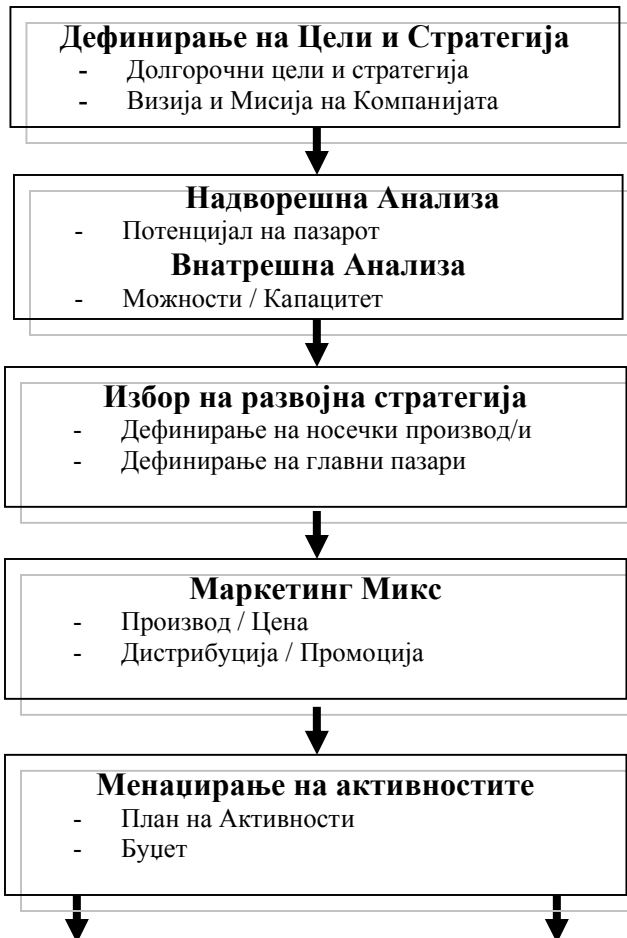 Дефинирање на Цели и Стратегија
- Долгорочни цели и стратегија
- Визија и Мисија на Компанијата
Надворешна Анализа
- Потенцијал на пазарот
Внатрешна Анализа
- Можности / Капацитет
Избор на развојна стратегија
- Дефинирање на носечки производ/и
- Дефинирање на главни пазари
Маркетинг Микс
- Производ / Цена
- Дистрибуција / Промоција
Менаџирање на активностите
- План на Активности
- Буџет